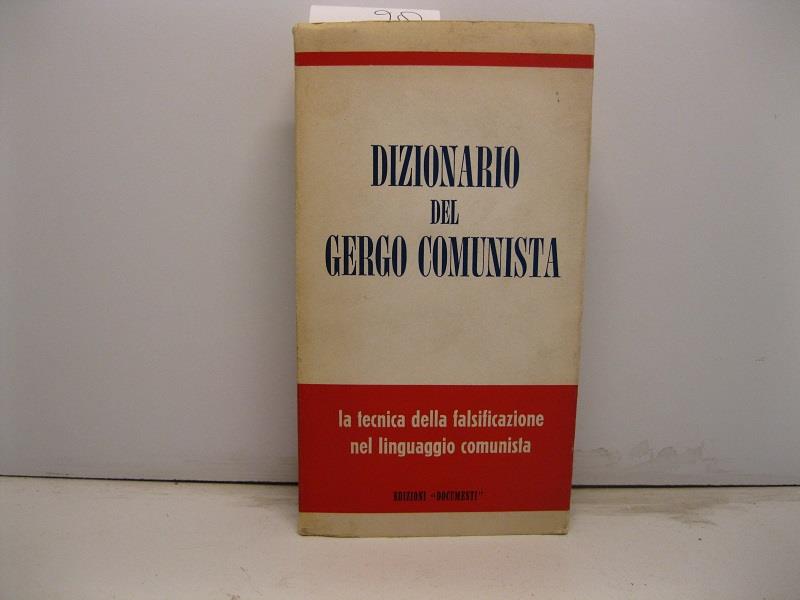 DIZIONARIO
DEL
GERGO COMUNISTA
la tecnica della falsificazione
nel linguaggio comunista
EDIZIONI "DOCUMENTI"